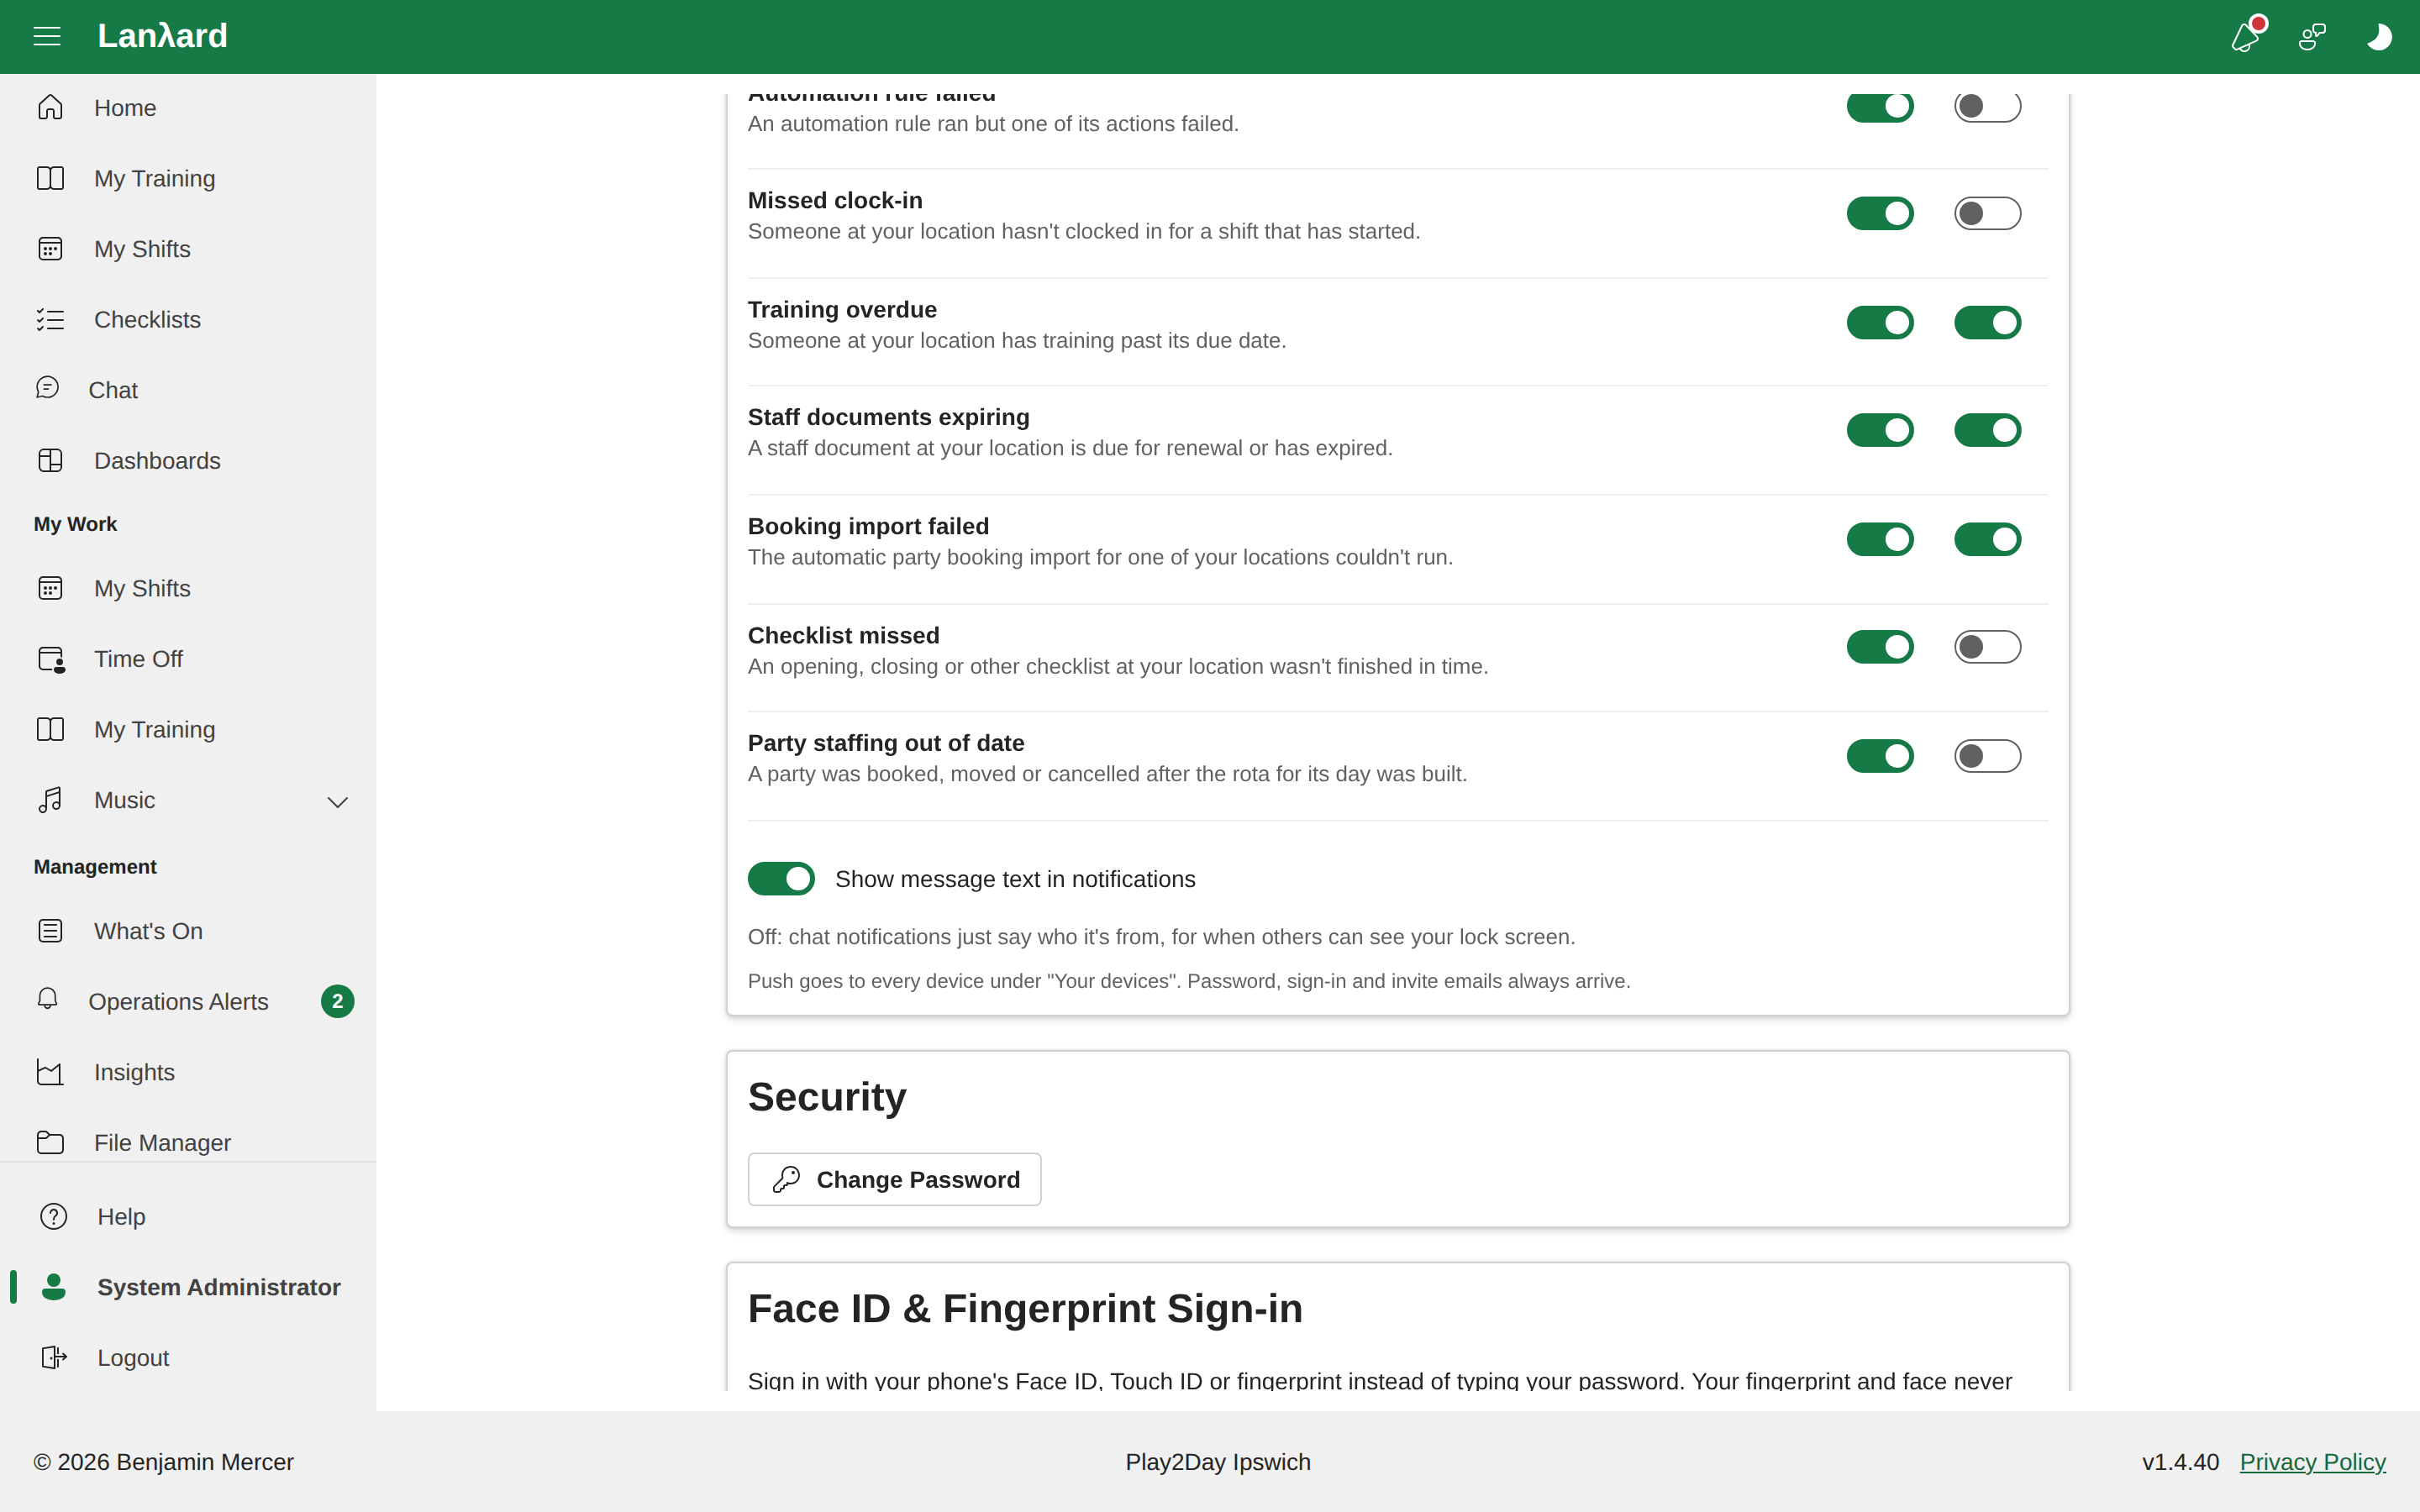 Lanλard
Home
My Training
My Shifts
Checklists
Chat
Dashboards
My Work
My Shifts
Time Off
My Training
Music
Management
What's On
Operations Alerts 2
Insights
File Manager
Help
System Administrator
Logout
Automation rule failed
An automation rule ran but one of its actions failed.
Missed clock-in
Someone at your location hasn't clocked in for a shift that has started.
Training overdue
Someone at your location has training past its due date.
Staff documents expiring
A staff document at your location is due for renewal or has expired.
Booking import failed
The automatic party booking import for one of your locations couldn't run.
Checklist missed
An opening, closing or other checklist at your location wasn't finished in time.
Party staffing out of date
A party was booked, moved or cancelled after the rota for its day was built.
Show message text in notifications
Off: chat notifications just say who it's from, for when others can see your lock screen.
Push goes to every device under "Your devices". Password, sign-in and invite emails always arrive.
Security
Change Password
Face ID & Fingerprint Sign-in
Sign in with your phone's Face ID, Touch ID or fingerprint instead of typing your password. Your fingerprint and face never
© 2026 Benjamin Mercer
Play2Day Ipswich
v1.4.40 Privacy Policy